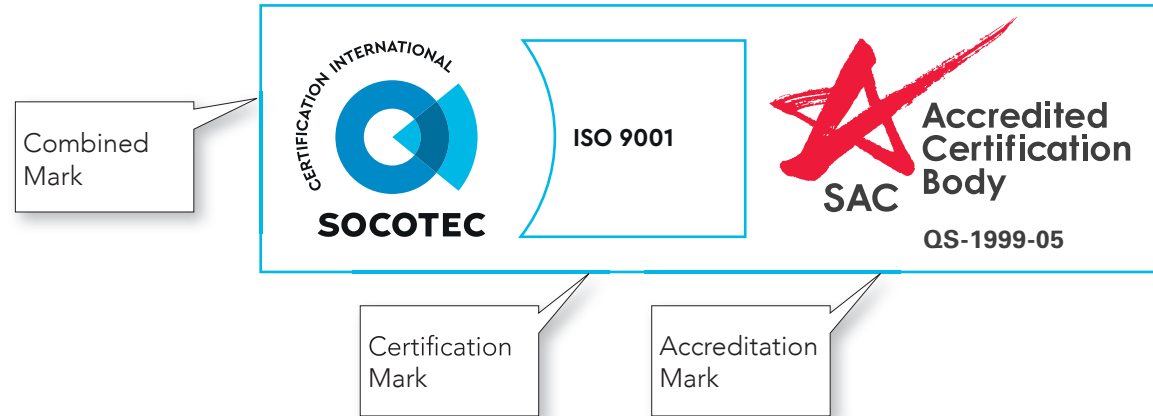 Combined
Mark
CERTIFICATION INTERNATIONAL
SOCOTEC
ISO 9001
SAC
Accredited
Certification
Body
QS-1999-05
Certification
Mark
Accreditation
Mark